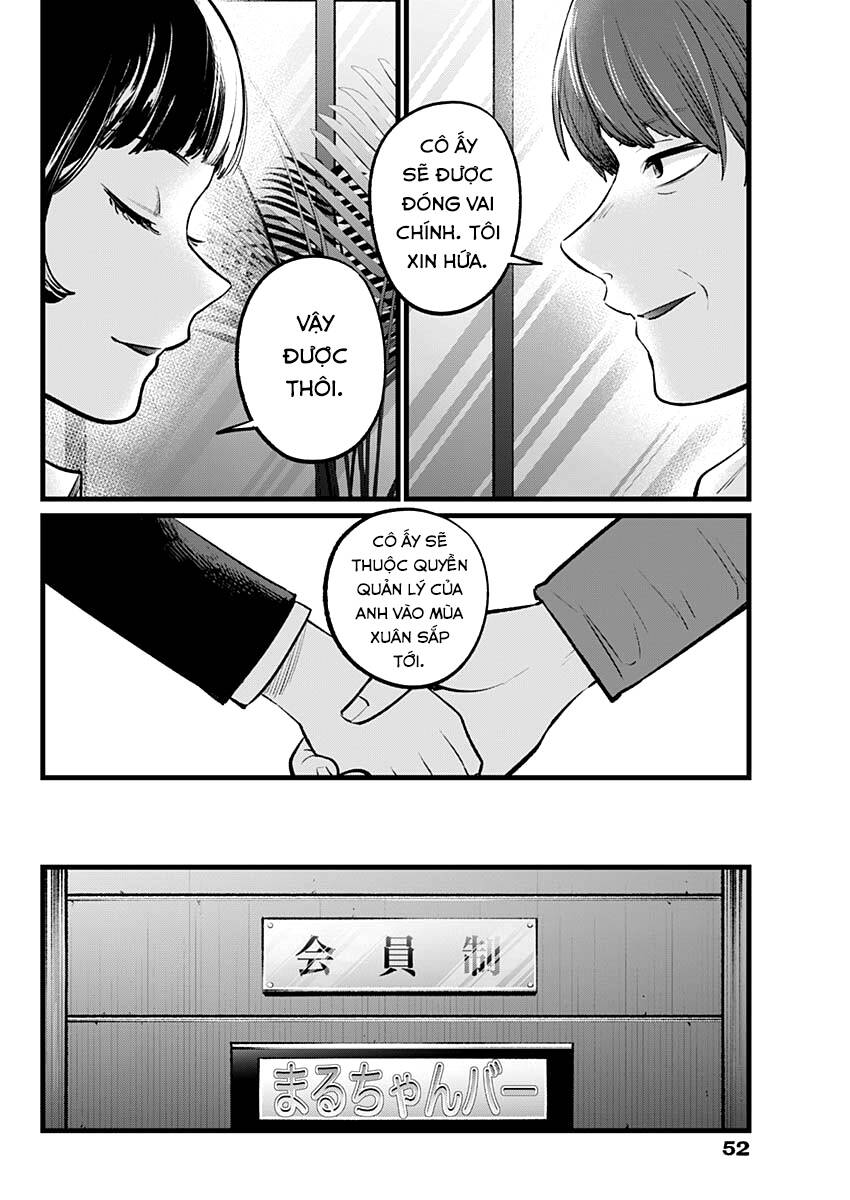 CÔ ẤY
SẼ ĐƯỢC
ĐÓNG VAI
CHÍNH. TÔI
XIN HỨA.
VẬY
ĐƯỢC
THÔI.
CÔ ẤY SẼ
THUỘC QUYỀN
QUẢN LÝ CỦA
ANH VÀO MÙA
XUÂN SẮP
TỚI.
会員制
まるちゃんバー
52